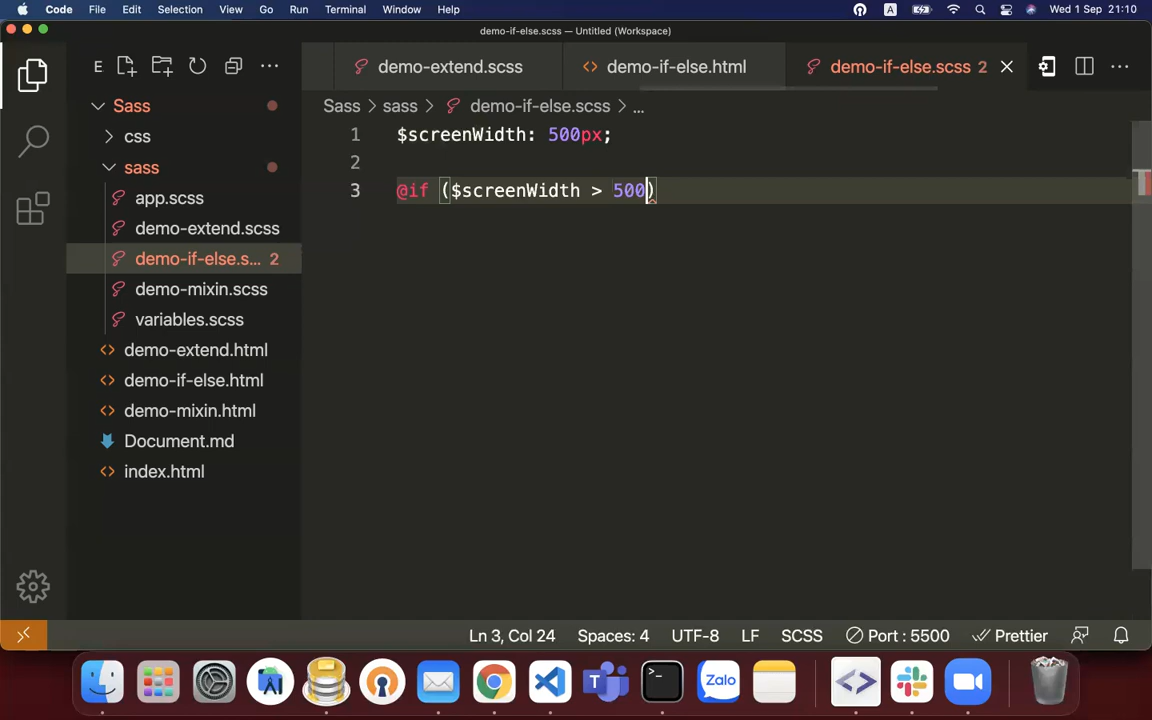 Code File Edit Selection View Go Run Terminal Window Help A Wed 1 Sep 21:10
demo-if-else.scss — Untitled (Workspace)
E
demo-extend.scss
demo-if-else.html
demo-if-else.scss 2
Sass
Sass > sass > demo-if-else.scss > ...
css
sass
app.scss
demo-extend.scss
demo-if-else.s... 2
demo-mixin.scss
variables.scss
demo-extend.html
demo-if-else.html
demo-mixin.html
Document.md
index.html
1 $screenWidth: 500px;
2
3 @if ($screenWidth > 500)
Ln 3, Col 24 Spaces: 4 UTF-8 LF SCSS Port : 5500 Prettier
Zalo